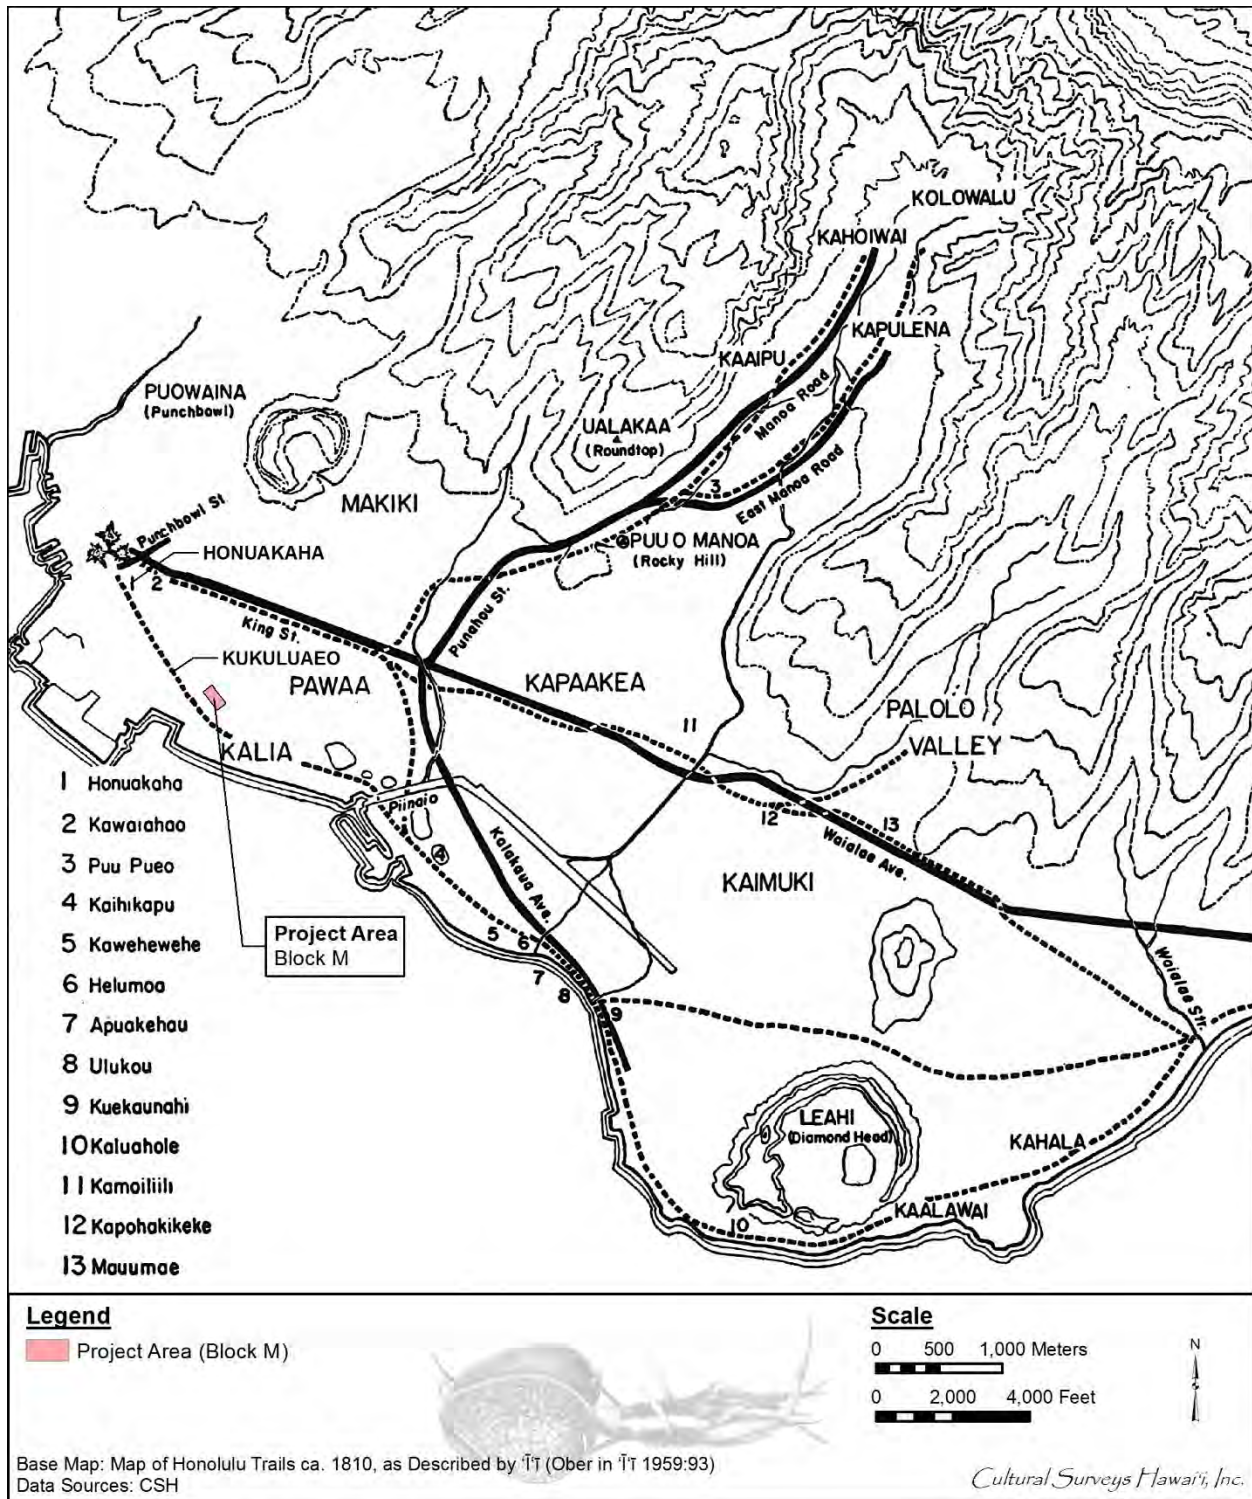 KOLOWALU
KAHOIWAI
KAPULENA
KAAIPU
PUOWAINA
(Punchbowl)
Manoa Road
UALAKAA
(Roundtop)
3
East Manoa Road
MAKIKI
Punchbowl St.
PUU O MANOA
(Rocky Hill)
HONUAKAHA
1
2
Punahou St.
King St.
KUKULUAEO
PAWAA
KAPAAKEA
PALOLO
VALLEY
11
KALIA
Piinaio
12
13
Waialae Ave.
4
Kalakaua Ave.
KAIMUKI
5
6
7
8
9
Waialae Str.
LEAHI
(Diamond Head)
KAHALA
KAALAWAI
10
1 Honuakaha
2 Kawaiahao
3 Puu Pueo
4 Kaihikapu
5 Kawehewehe
6 Helumoa
7 Apuakehau
8 Ulukou
9 Kuekaunahi
10 Kaluahole
11 Kamoiliili
12 Kapohakikeke
13 Mauumae
Project Area
Block M
Legend
Project Area (Block M)
Scale
0 500 1,000 Meters
0 2,000 4,000 Feet
N
Base Map: Map of Honolulu Trails ca. 1810, as Described by ʻĪʻī (Ober in ʻĪʻī 1959:93)
Data Sources: CSH
Cultural Surveys Hawaiʻi, Inc.